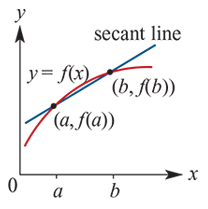 y
secant line
y = f(x)
(b, f(b))
(a, f(a))
0
a
b
x